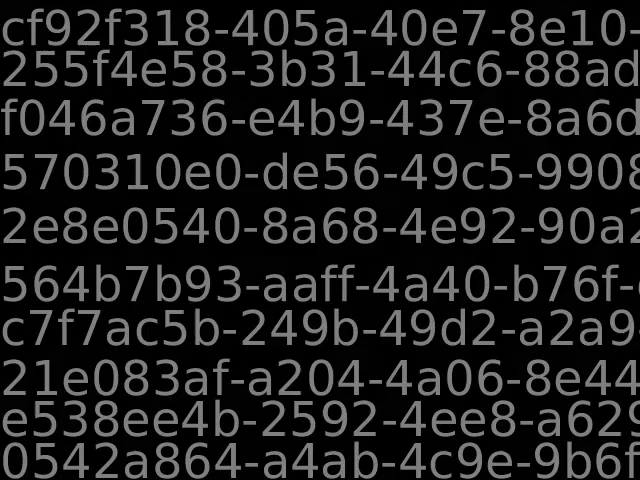 cf92f318-405a-40e7-8e10-
255f4e58-3b31-44c6-88ad
f046a736-e4b9-437e-8a6d
570310e0-de56-49c5-9908
2e8e0540-8a68-4e92-90a2
564b7b93-aaff-4a40-b76f-
c7f7ac5b-249b-49d2-a2a9
21e083af-a204-4a06-8e44
e538ee4b-2592-4ee8-a629
0542a864-a4ab-4c9e-9b6f